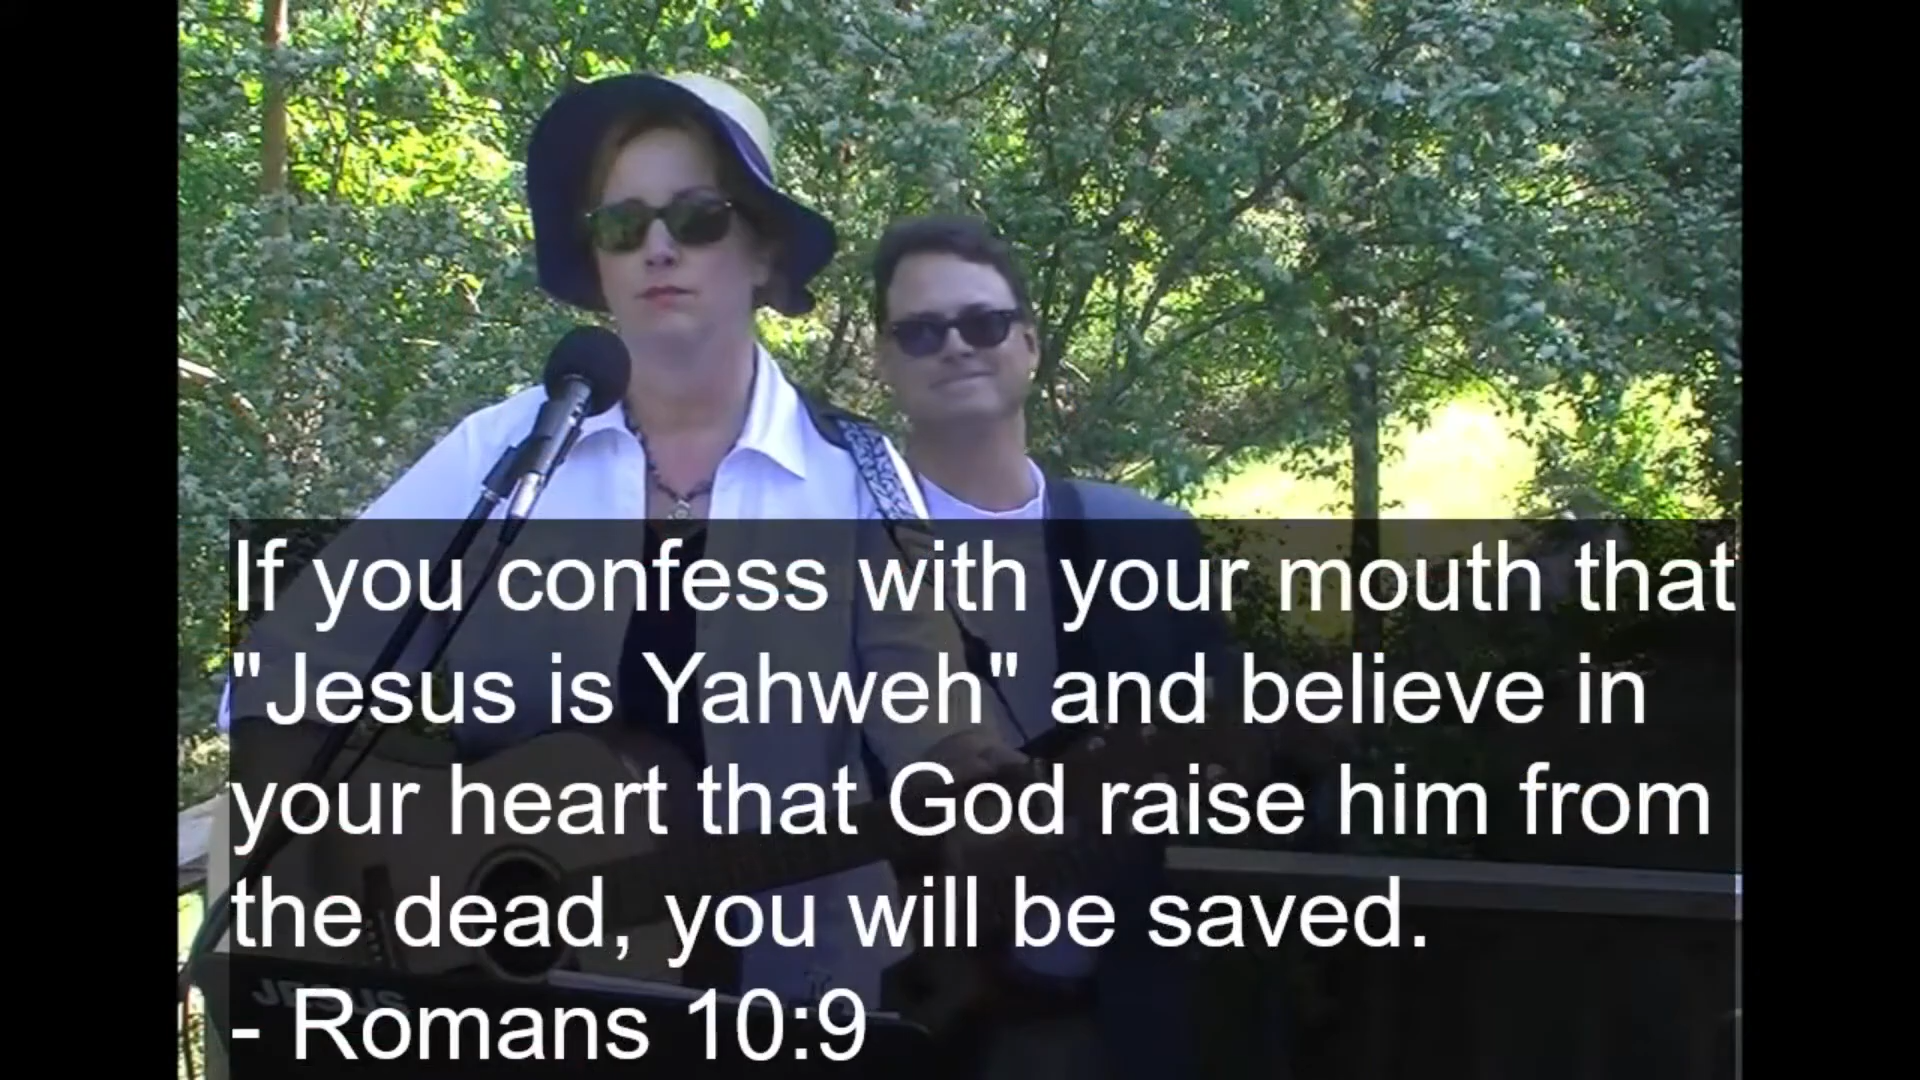 If you confess with your mouth that
"Jesus is Yahweh" and believe in
your heart that God raise him from
the dead, you will be saved.
- Romans 10:9
JESUS